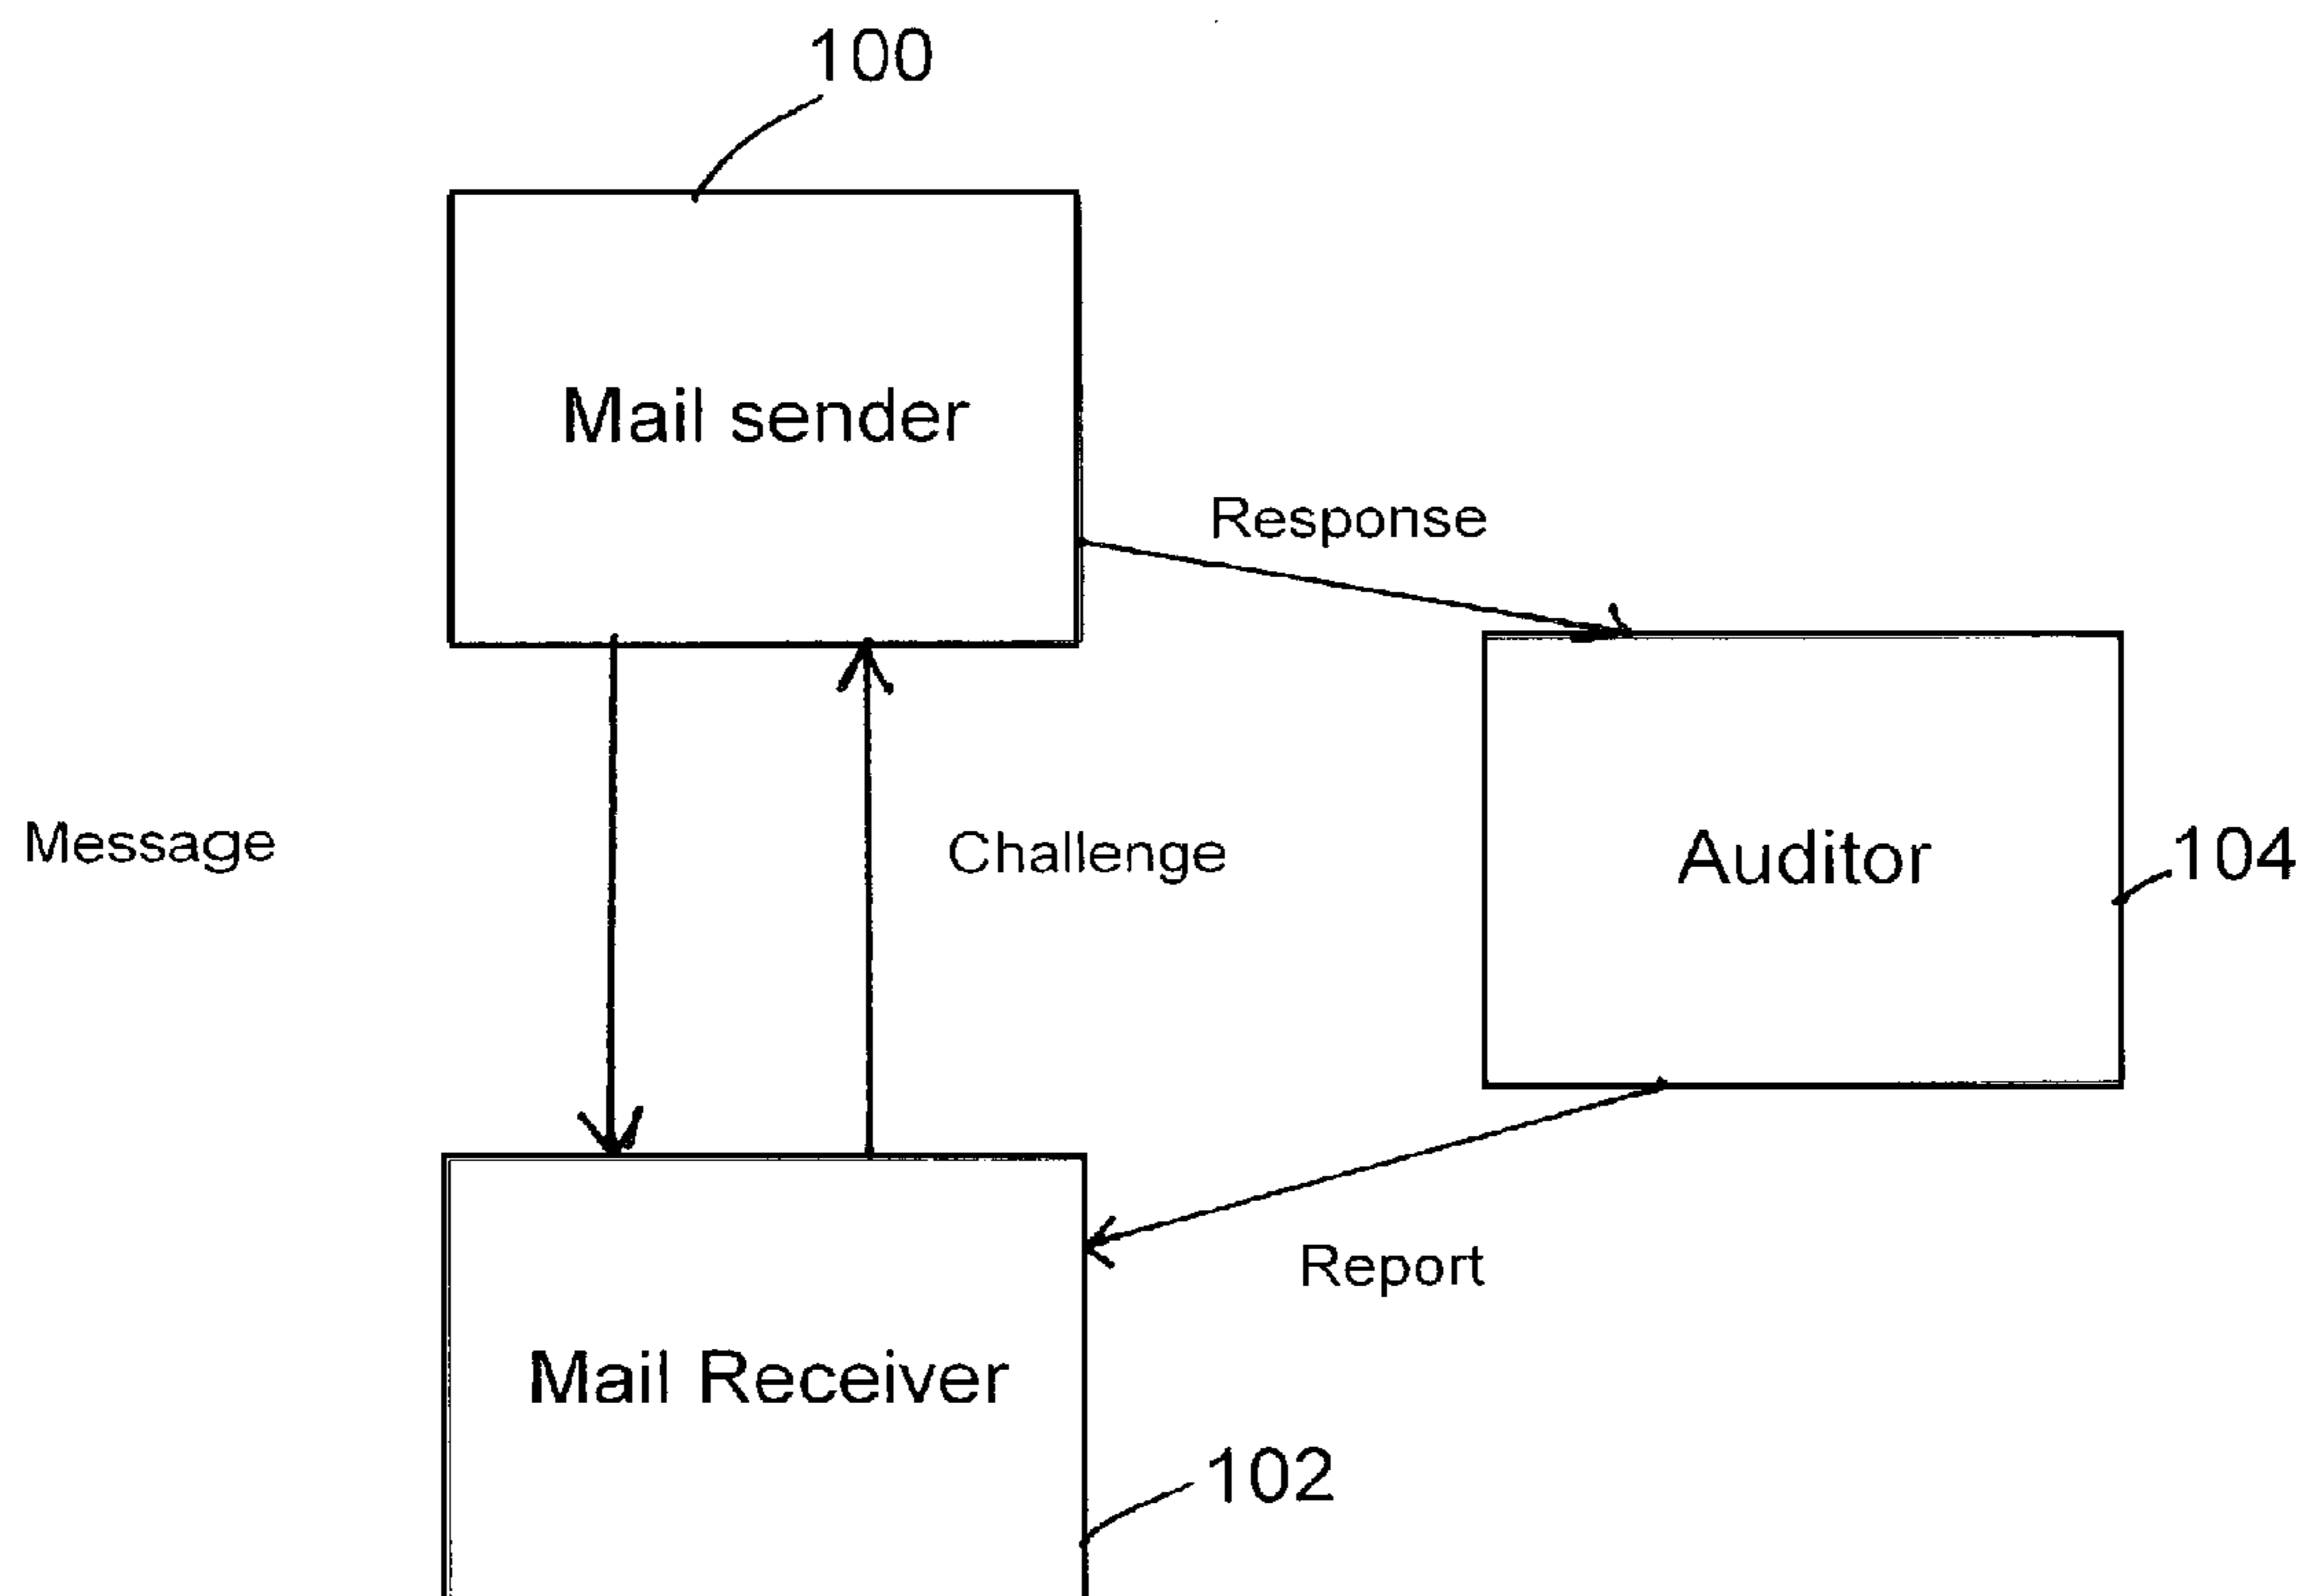 100
Mail sender
Response
Message
Challenge
Auditor
104
Report
Mail Receiver
102